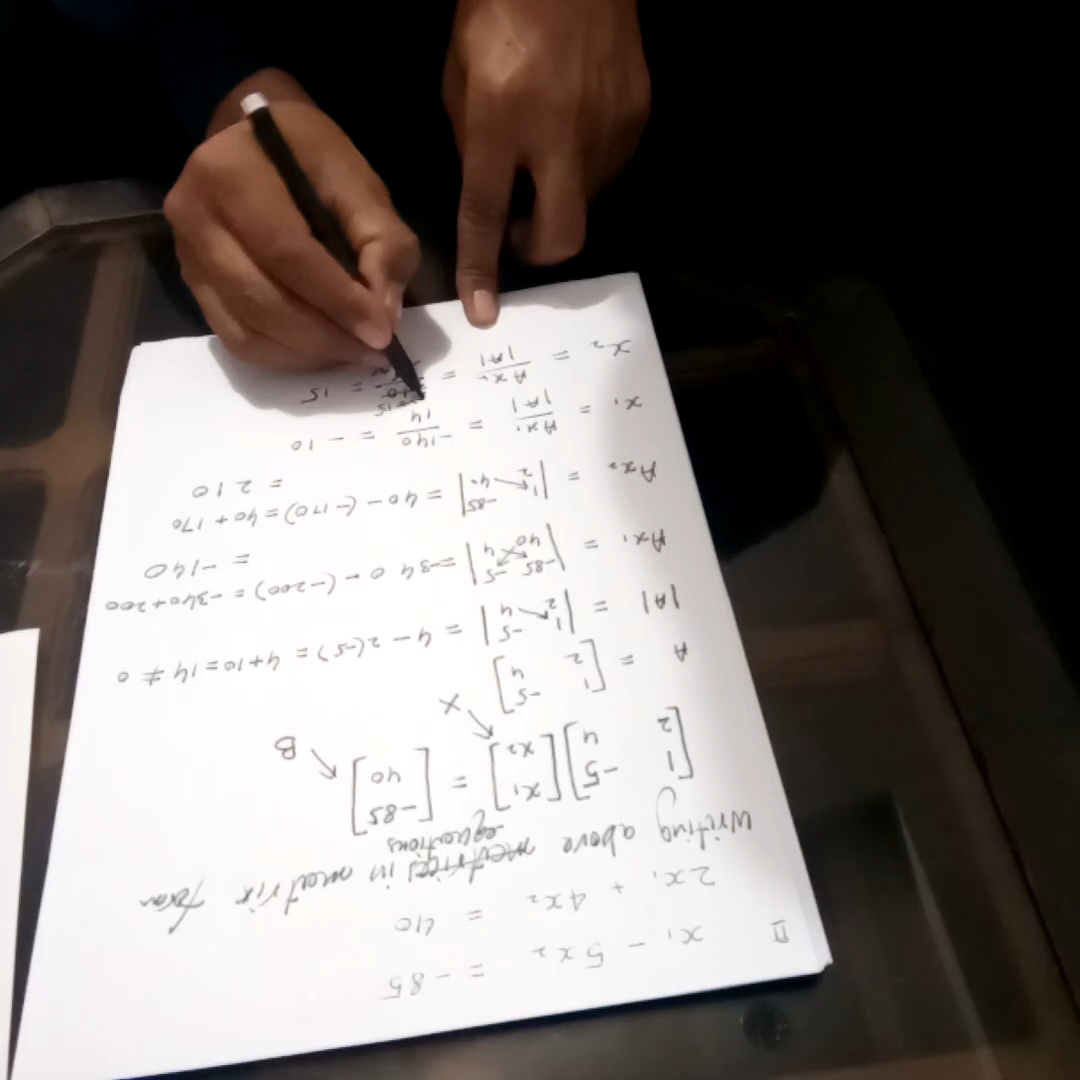 II x₁ - 5x₂ = -85
2x₁ + 4x₂ = 40
writing above equations in matrix form
[1 -5; 2 4] [x₁; x₂] = [-85; 40]
X B
A = [1 -5; 2 4]
|A| = |1 -5; 2 4| = 4 - 2(-5) = 4 + 10 = 14 ≠ 0
Ax₁ = |-85 -5; 40 4| = -340 - (-200) = -340 + 200
= -140
Ax₂ = |1 -85; 2 40| = 40 - (-170) = 40 + 170
= 210
x₁ = Ax₁/|A| = -140/14 = -10
x₂ = Ax₂/|A| = = 15